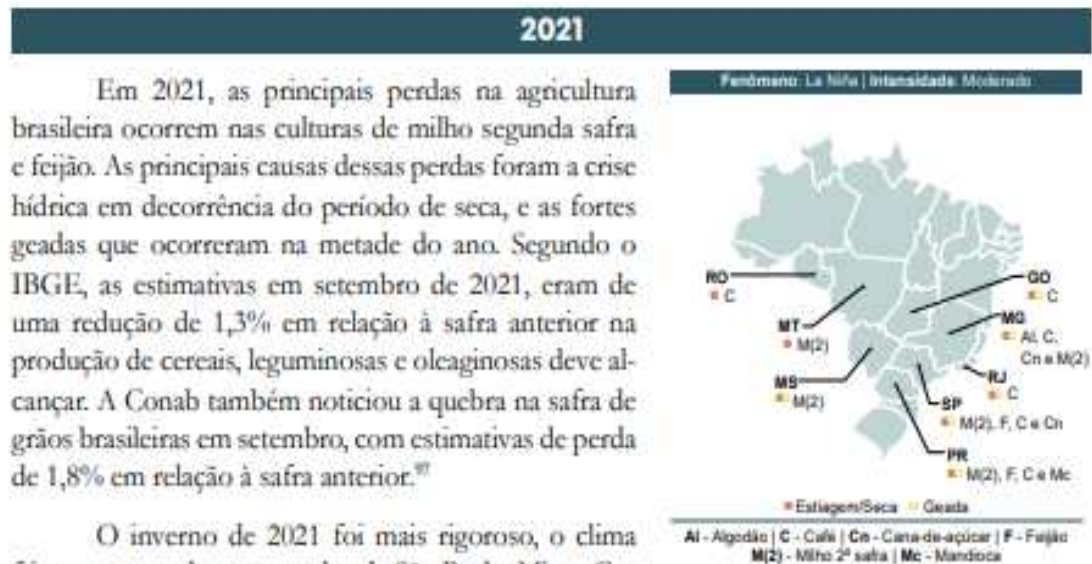 2021
Em 2021, as principais perdas na agricultura
brasileira ocorrem nas culturas de milho segunda safra
e feijão. As principais causas dessas perdas foram a crise
hídrica em decorrência do período de seca, e as fortes
geadas que ocorreram na metade do ano. Segundo o
IBGE, as estimativas em setembro de 2021, eram de
uma redução de 1,3% em relação à safra anterior na
produção de cereais, leguminosas e oleaginosas deve al-
cançar. A Conab também noticiou a quebra na safra de
grãos brasileiras em setembro, com estimativas de perda
de 1,8% em relação à safra anterior.
O inverno de 2021 foi mais rigoroso, o clima
Fenômeno: La Niña | Intensidade: Moderado
RO
C
GO
C
MT
M(2)
MG
Al, C,
Cn e M(2)
MS
M(2)
RJ
C
SP
M(2), F, C e Cn
PR
M(2), F, C e Mc
Estiagem/Seca Geada
Al - Algodão | C - Café | Cn - Cana-de-açúcar | F - Feijão
M(2) - Milho 2ª safra | Mc - Mandioca